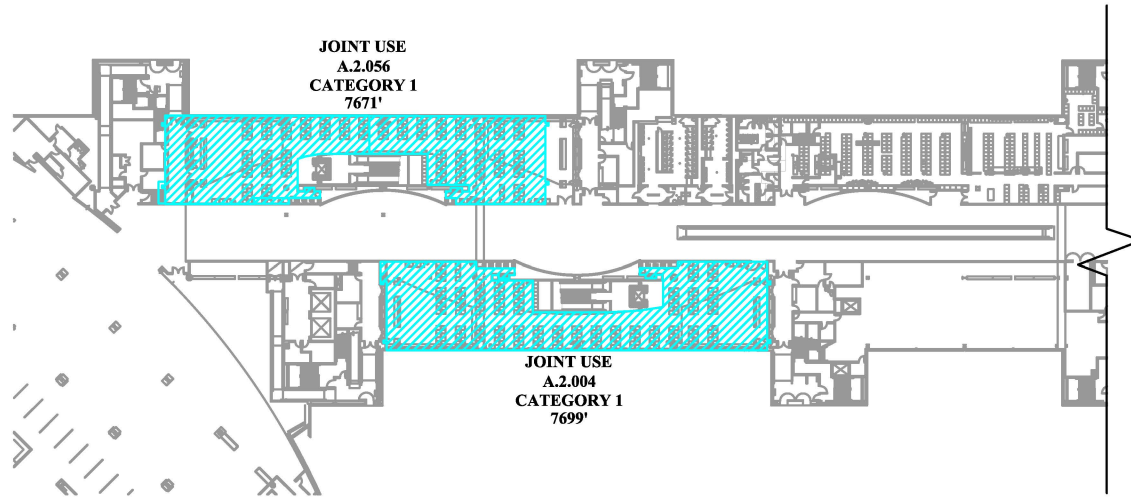 JOINT USE
A.2.056
CATEGORY 1
7671'
JOINT USE
A.2.004
CATEGORY 1
7699'